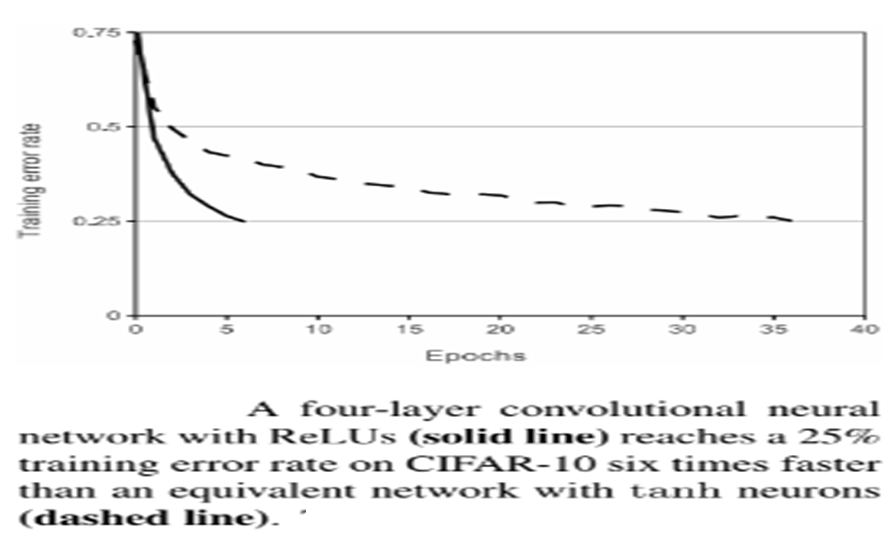 0.75
0.5
0.25
0
Training error rate
0 5 10 15 20 25 30 35 40
Epochs
A four-layer convolutional neural
network with ReLUs (solid line) reaches a 25%
training error rate on CIFAR-10 six times faster
than an equivalent network with tanh neurons
(dashed line).